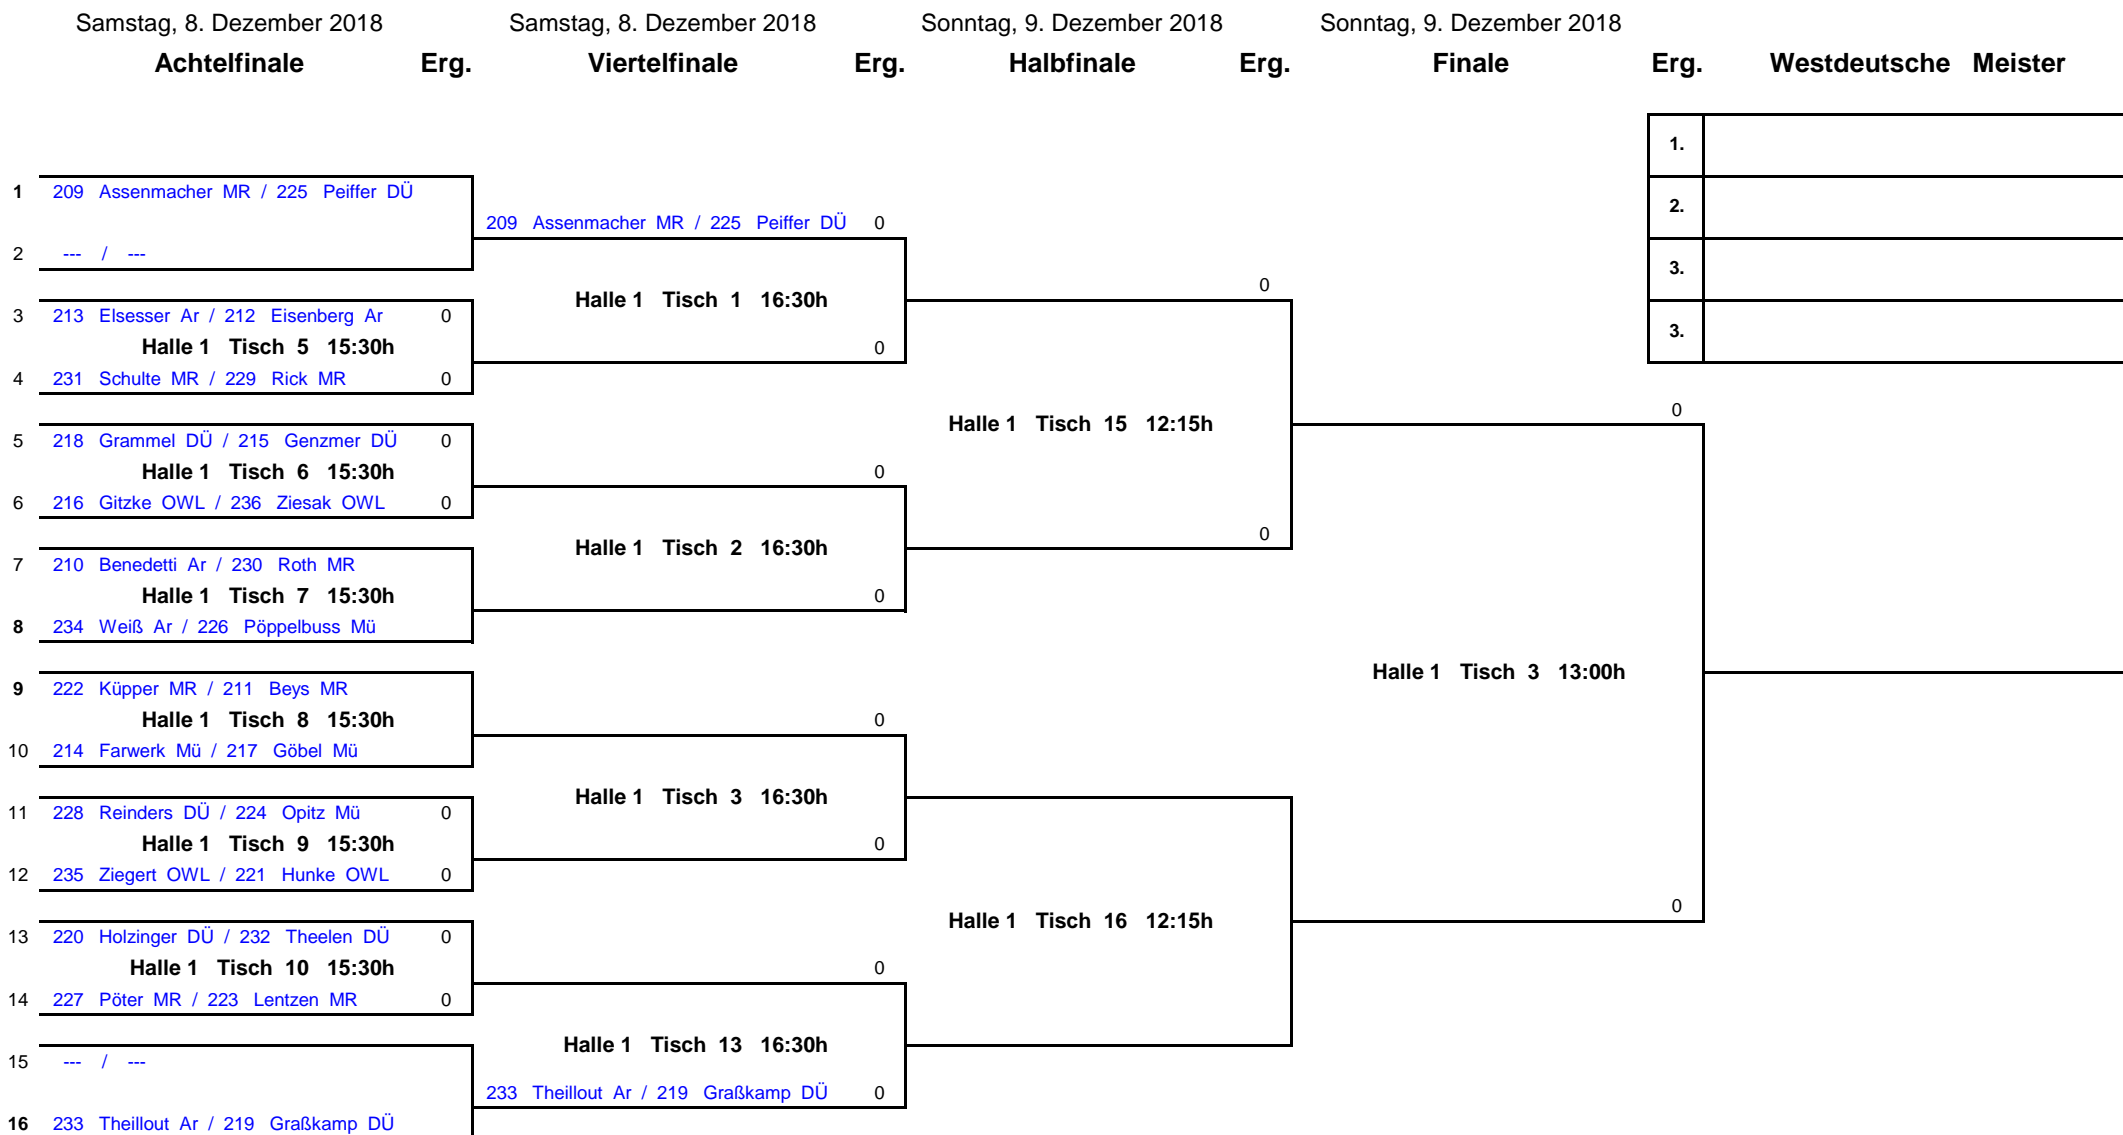 Samstag, 8. Dezember 2018 Samstag, 8. Dezember 2018 Sonntag, 9. Dezember 2018 Sonntag, 9. Dezember 2018
Achtelfinale Erg. Viertelfinale Erg. Halbfinale Erg. Finale Erg. Westdeutsche Meister
1.
1 209 Assenmacher MR / 225 Peiffer DÜ
2.
209 Assenmacher MR / 225 Peiffer DÜ 0
2 --- / ---
3.
0
Halle 1 Tisch 1 16:30h
3 213 Elsesser Ar / 212 Eisenberg Ar 0
3.
Halle 1 Tisch 5 15:30h 0
4 231 Schulte MR / 229 Rick MR 0
0
Halle 1 Tisch 15 12:15h
5 218 Grammel DÜ / 215 Genzmer DÜ 0
Halle 1 Tisch 6 15:30h 0
6 216 Gitzke OWL / 236 Ziesak OWL 0
0
Halle 1 Tisch 2 16:30h
7 210 Benedetti Ar / 230 Roth MR
Halle 1 Tisch 7 15:30h 0
8 234 Weiß Ar / 226 Pöppelbuss Mü
Halle 1 Tisch 3 13:00h
9 222 Küpper MR / 211 Beys MR
Halle 1 Tisch 8 15:30h 0
10 214 Farwerk Mü / 217 Göbel Mü
Halle 1 Tisch 3 16:30h
11 228 Reinders DÜ / 224 Opitz Mü 0
Halle 1 Tisch 9 15:30h 0
12 235 Ziegert OWL / 221 Hunke OWL 0
0
Halle 1 Tisch 16 12:15h
13 220 Holzinger DÜ / 232 Theelen DÜ 0
Halle 1 Tisch 10 15:30h 0
14 227 Pöter MR / 223 Lentzen MR 0
Halle 1 Tisch 13 16:30h
15 --- / ---
233 Theillout Ar / 219 Graßkamp DÜ 0
16 233 Theillout Ar / 219 Graßkamp DÜ